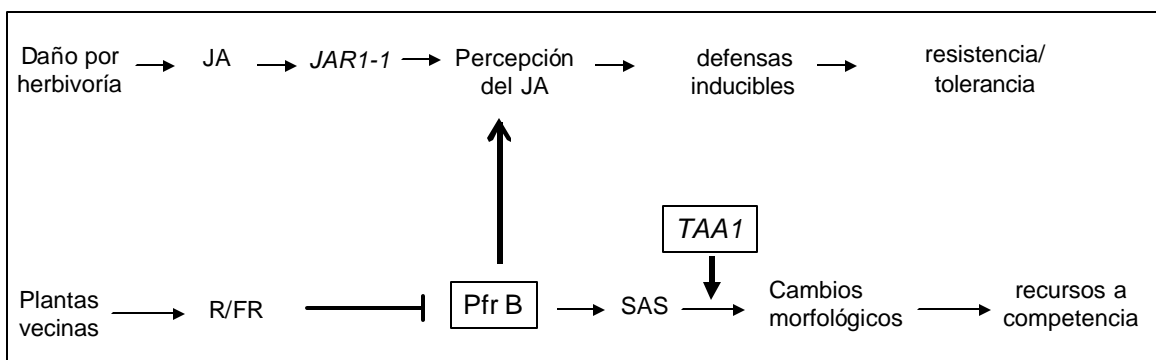 Daño por
herbivoría
JA
JAR1-1
Percepción
del JA
defensas
inducibles
resistencia/
tolerancia
TAA1
Plantas
vecinas
R/FR
Pfr B
SAS
Cambios
morfológicos
recursos a
competencia